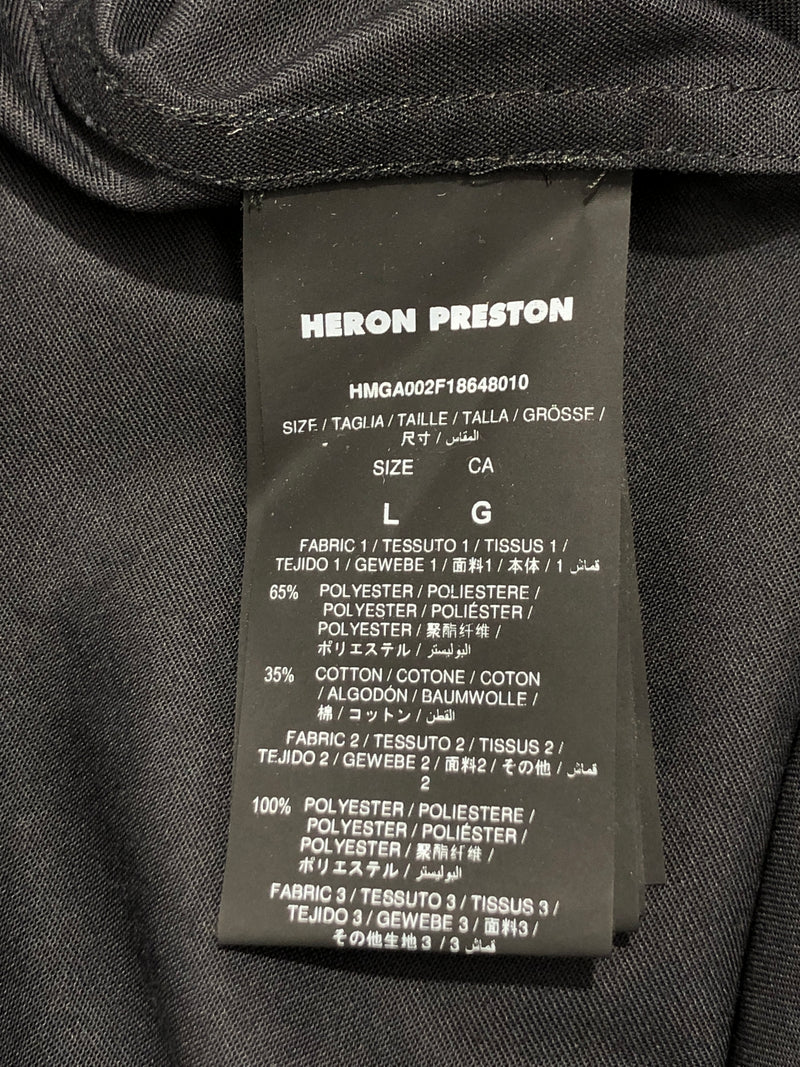 HERON PRESTON
HMGA002F18648010
SIZE / TAGLIA / TAILLE / TALLA / GRÖSSE /
尺寸 / المقاس
SIZE CA
L G
FABRIC 1 / TESSUTO 1 / TISSUS 1 /
TEJIDO 1 / GEWEBE 1 / 面料1 / 本体 / 1 قماش
65% POLYESTER / POLIESTERE /
POLYESTER / POLIÉSTER /
POLYESTER / 聚酯纤维 /
ポリエステル / البوليستر
35% COTTON / COTONE / COTON
/ ALGODÓN / BAUMWOLLE /
棉 / コットン / القطن
FABRIC 2 / TESSUTO 2 / TISSUS 2 /
TEJIDO 2 / GEWEBE 2 / 面料2 / その他 / قماش
2
100% POLYESTER / POLIESTERE /
POLYESTER / POLIÉSTER /
POLYESTER / 聚酯纤维 /
ポリエステル / البوليستر
FABRIC 3 / TESSUTO 3 / TISSUS 3 /
TEJIDO 3 / GEWEBE 3 / 面料3 /
その他生地3 / 3 قماش